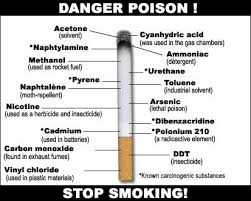 DANGER POISON !
Acetone
(solvent)
*Naphtylamine
Methanol
(used as rocket fuel)
*Pyrene
Naphtalène
(moth-repellent)
Nicotine
(used as a herbicide and insecticide)
*Cadmium
(used in batteries)
Carbon monoxide
(found in exhaust fumes)
Vinyl chloride
(used in plastic materials)
Cyanhydric acid
(was used in the gas chambers)
Ammoniac
(détergent)
*Urethane
Toluene
(industrial solvent)
Arsenic
(lethal poison)
*Dibenzacridine
*Polonium 210
(a radioactive element)
DDT
(insecticide)
*Known carcinogenic substances
STOP SMOKING!